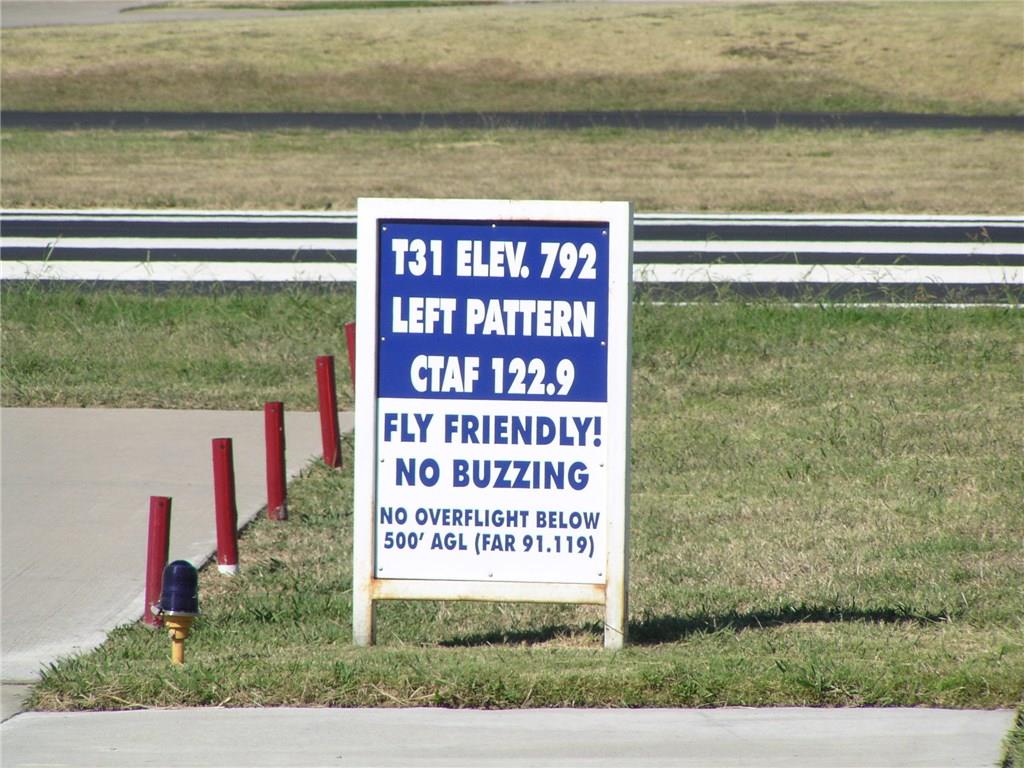 T31 ELEV. 792
LEFT PATTERN
CTAF 122.9
FLY FRIENDLY!
NO BUZZING
NO OVERFLIGHT BELOW
500' AGL (FAR 91.119)